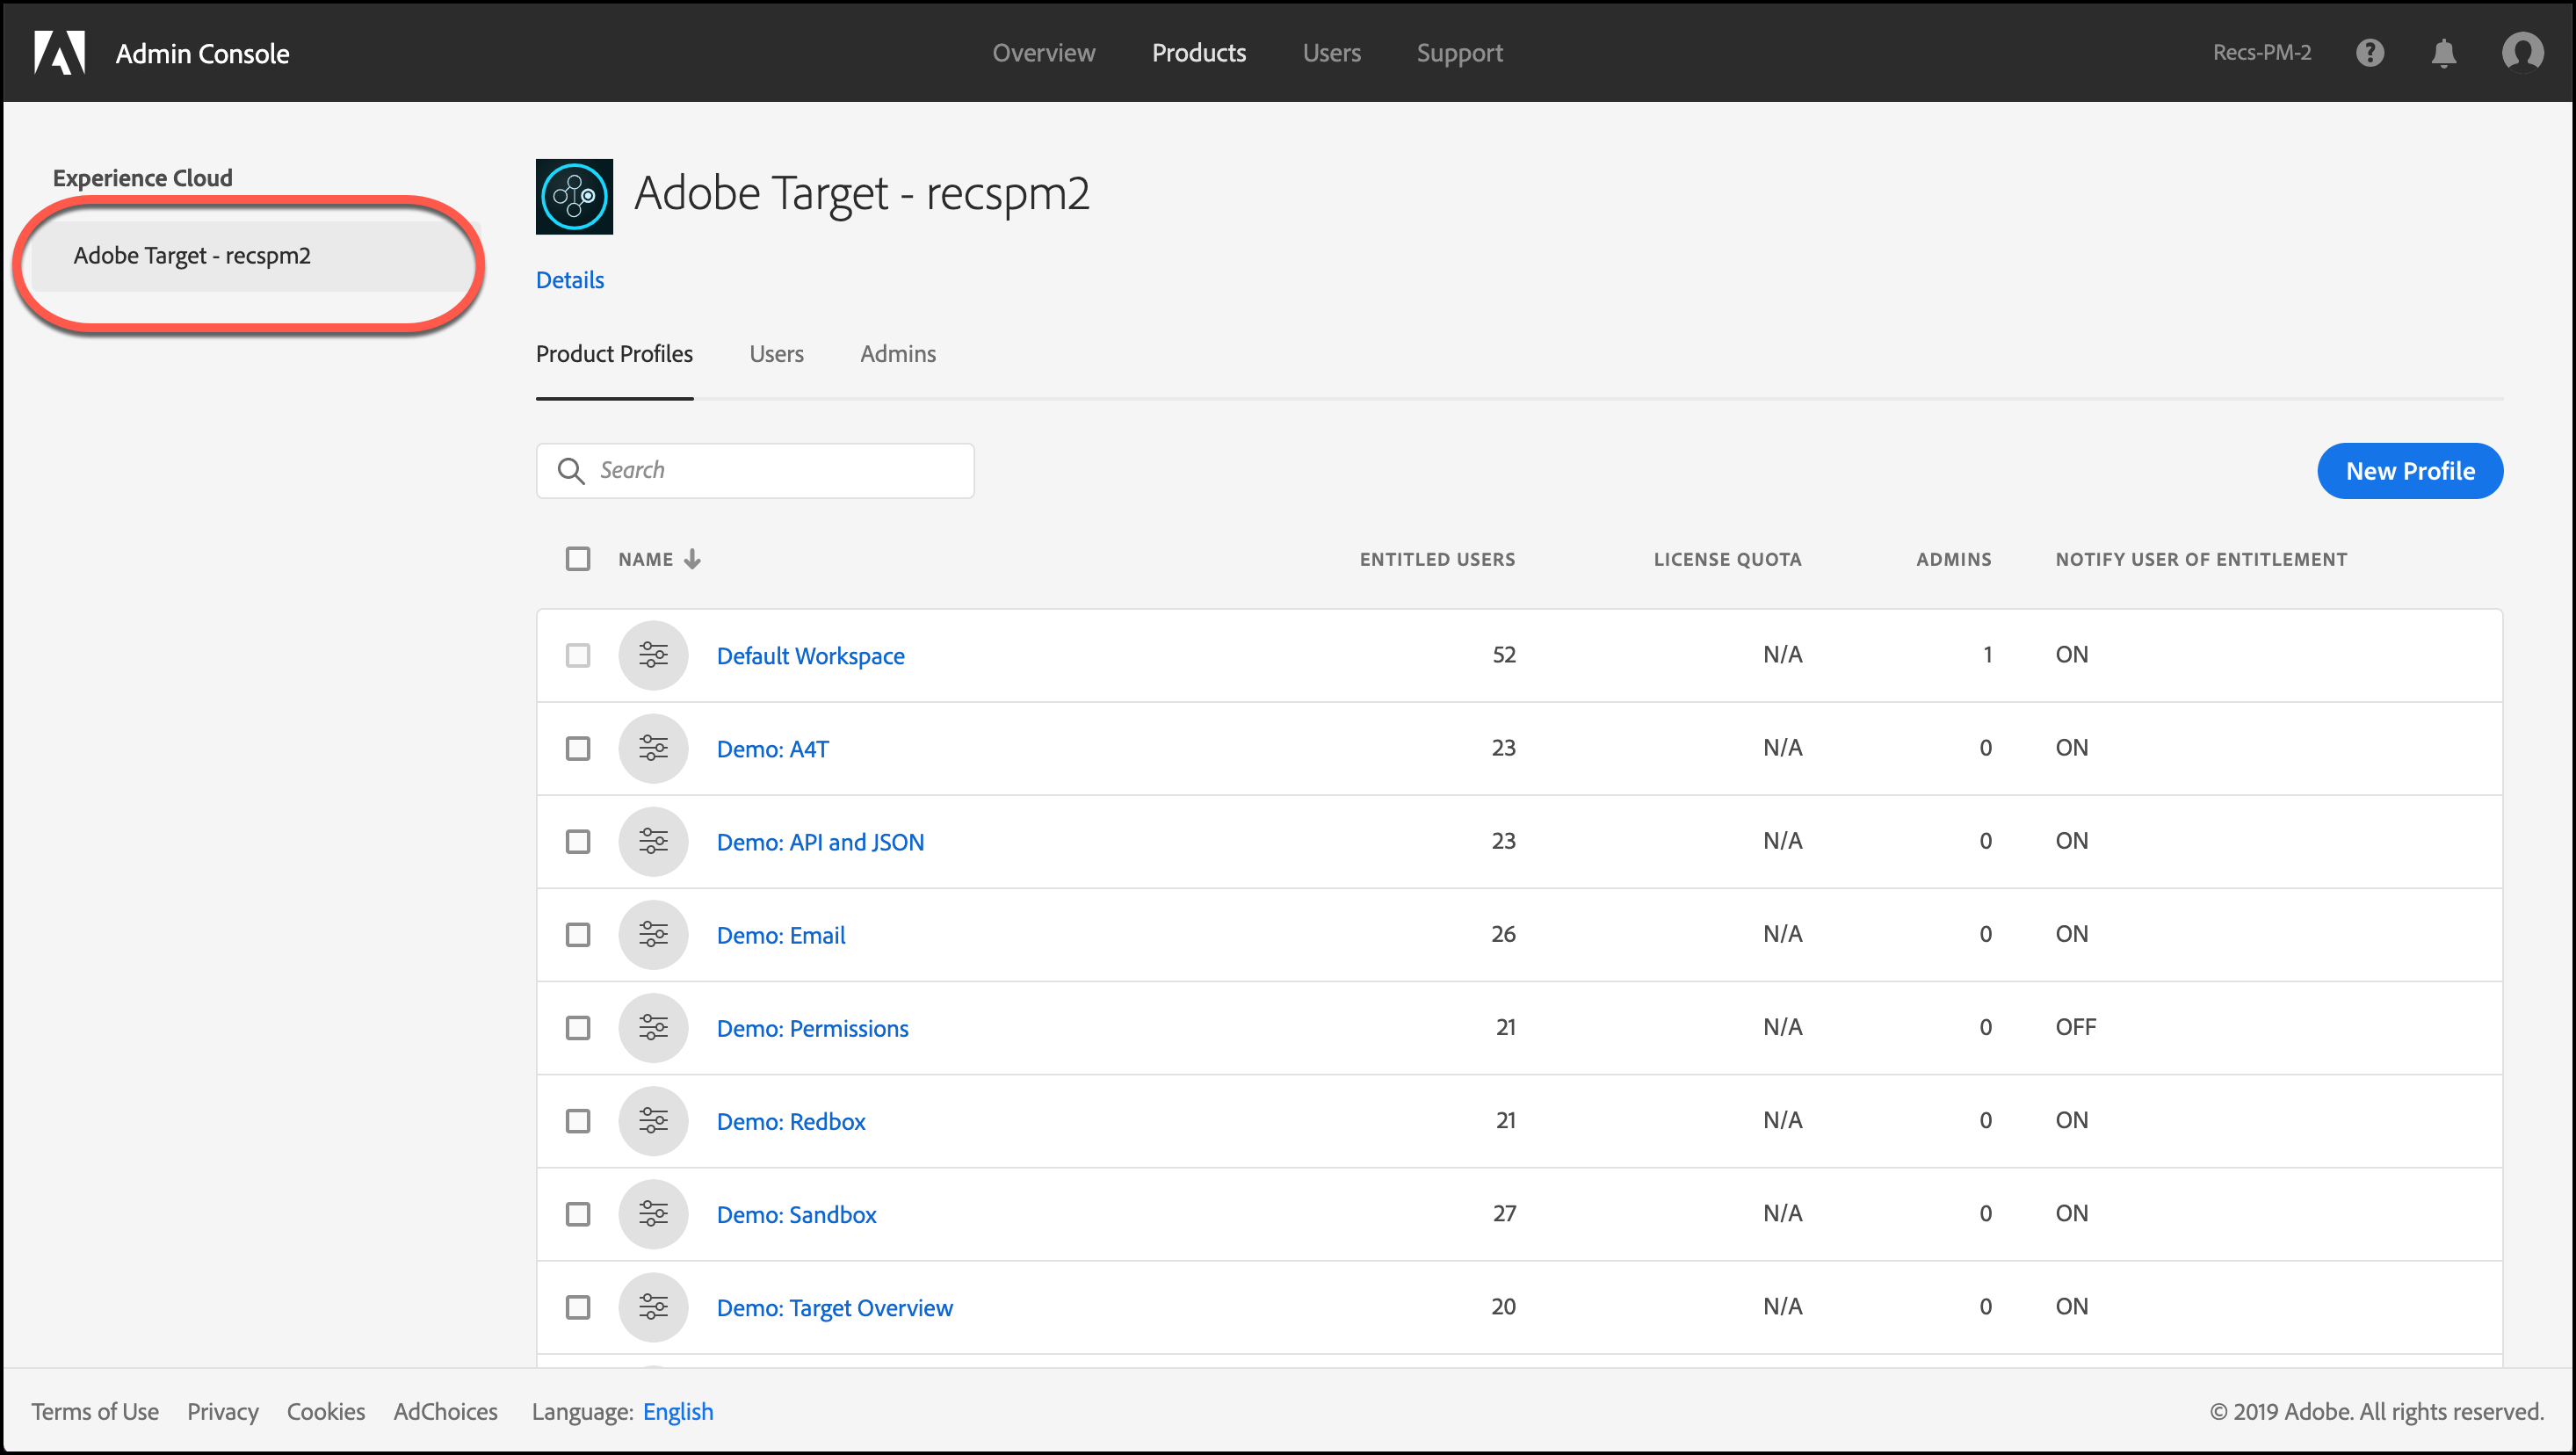 Admin Console Overview Products Users Support Recs-PM-2
Experience Cloud
Adobe Target - recspm2
Adobe Target - recspm2
Details
Product Profiles Users Admins
Search
New Profile
NAME ENTITLED USERS LICENSE QUOTA ADMINS NOTIFY USER OF ENTITLEMENT
Default Workspace 52 N/A 1 ON
Demo: A4T 23 N/A 0 ON
Demo: API and JSON 23 N/A 0 ON
Demo: Email 26 N/A 0 ON
Demo: Permissions 21 N/A 0 OFF
Demo: Redbox 21 N/A 0 ON
Demo: Sandbox 27 N/A 0 ON
Demo: Target Overview 20 N/A 0 ON
Terms of Use Privacy Cookies AdChoices Language: English © 2019 Adobe. All rights reserved.